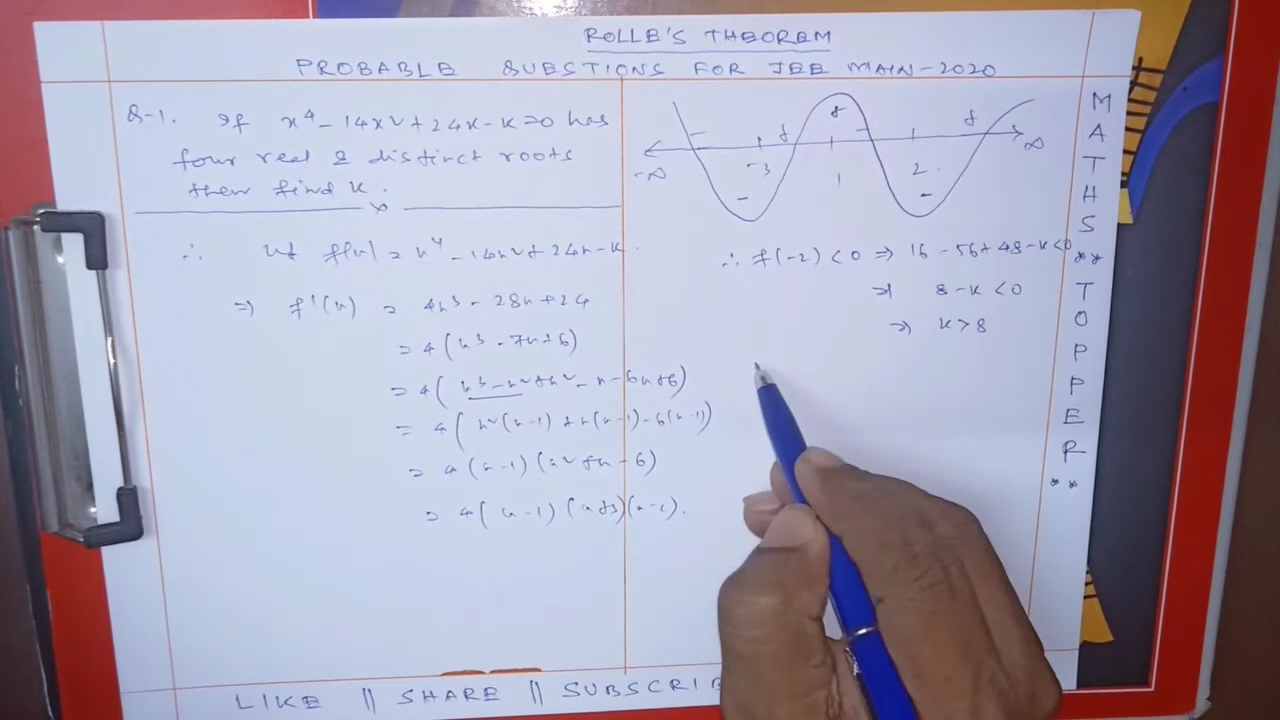 ROLLE'S THEOREM
PROBABLE QUESTIONS FOR JEE MAIN-2020
Q-1. If x⁴-14x²+24x-k=0 has
four real & distinct roots
then find k.
x
∴ Let f(x) = x⁴-14x²+24x-k
⇒ f'(x) = 4x³-28x+24
= 4(x³-7x+6)
= 4(x³-x²+x²-x-6x+6)
= 4(x²(x-1)+x(x-1)-6(x-1))
= 4(x-1)(x²+x-6)
= 4(x-1)(x+3)(x-2).
+ + +
-∞ -3 1 2 ∞
- -
∴ f(-2)<0 ⇒ 16-56+48-k<0
⇒ 8-k<0
⇒ k>8
MATHS
**
TOPPER
**
LIKE || SHARE || SUBSCRIB